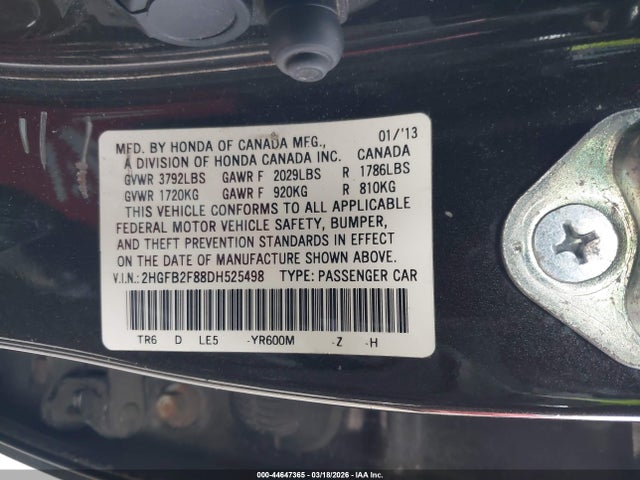 MFD. BY HONDA OF CANADA MFG., 01/'13
A DIVISION OF HONDA CANADA INC. CANADA
GVWR 3792LBS GAWR F 2029LBS R 1786LBS
GVWR 1720KG GAWR F 920KG R 810KG
THIS VEHICLE CONFORMS TO ALL APPLICABLE
FEDERAL MOTOR VEHICLE SAFETY, BUMPER,
AND THEFT PREVENTION STANDARDS IN EFFECT
ON THE DATE OF MANUFACTURE SHOWN ABOVE.
V.I.N.: 2HGFB2F88DH525498 TYPE: PASSENGER CAR
TR6 D LE5 -YR600M -Z -H
000-44647365 | 03/18/2026 | IAA Inc.